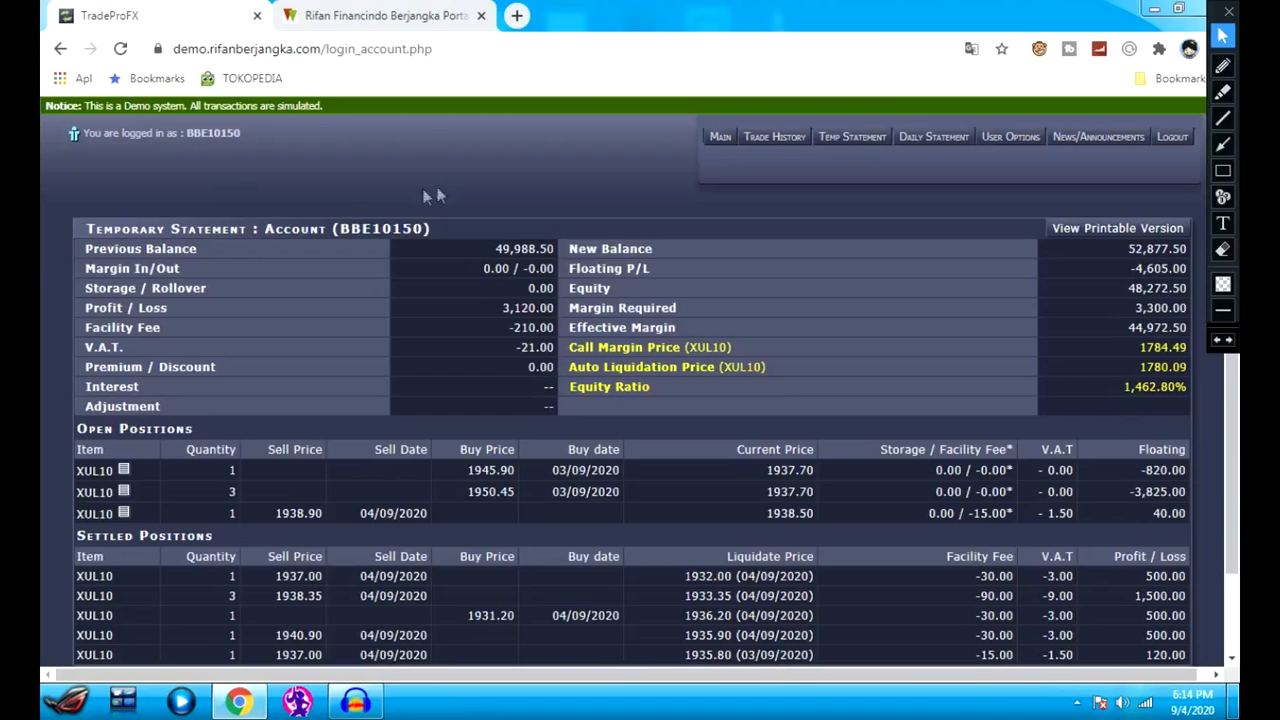 TradeProFX
Rifan Financindo Berjangka Porta
demo.rifanberjangka.com/login_account.php
Apl Bookmarks TOKOPEDIA Bookmark
Notice: This is a Demo system. All transactions are simulated.
You are logged in as : BBE10150
MAIN TRADE HISTORY TEMP STATEMENT DAILY STATEMENT USER OPTIONS NEWS/ANNOUNCEMENTS LOGOUT
TEMPORARY STATEMENT : ACCOUNT (BBE10150) View Printable Version
Previous Balance 49,988.50 New Balance 52,877.50
Margin In/Out 0.00 / -0.00 Floating P/L -4,605.00
Storage / Rollover 0.00 Equity 48,272.50
Profit / Loss 3,120.00 Margin Required 3,300.00
Facility Fee -210.00 Effective Margin 44,972.50
V.A.T. -21.00 Call Margin Price (XUL10) 1784.49
Premium / Discount 0.00 Auto Liquidation Price (XUL10) 1780.09
Interest -- Equity Ratio 1,462.80%
Adjustment --
OPEN POSITIONS
Item Quantity Sell Price Sell Date Buy Price Buy date Current Price Storage / Facility Fee* V.A.T Floating
XUL10 1 1945.90 03/09/2020 1937.70 0.00 / -0.00* - 0.00 -820.00
XUL10 3 1950.45 03/09/2020 1937.70 0.00 / -0.00* - 0.00 -3,825.00
XUL10 1 1938.90 04/09/2020 1938.50 0.00 / -15.00* - 1.50 40.00
SETTLED POSITIONS
Item Quantity Sell Price Sell Date Buy Price Buy date Liquidate Price Facility Fee V.A.T Profit / Loss
XUL10 1 1937.00 04/09/2020 1932.00 (04/09/2020) -30.00 -3.00 500.00
XUL10 3 1938.35 04/09/2020 1933.35 (04/09/2020) -90.00 -9.00 1,500.00
XUL10 1 1931.20 04/09/2020 1936.20 (04/09/2020) -30.00 -3.00 500.00
XUL10 1 1940.90 04/09/2020 1935.90 (04/09/2020) -30.00 -3.00 500.00
XUL10 1 1937.00 04/09/2020 1935.80 (03/09/2020) -15.00 -1.50 120.00
6:14 PM
9/4/2020